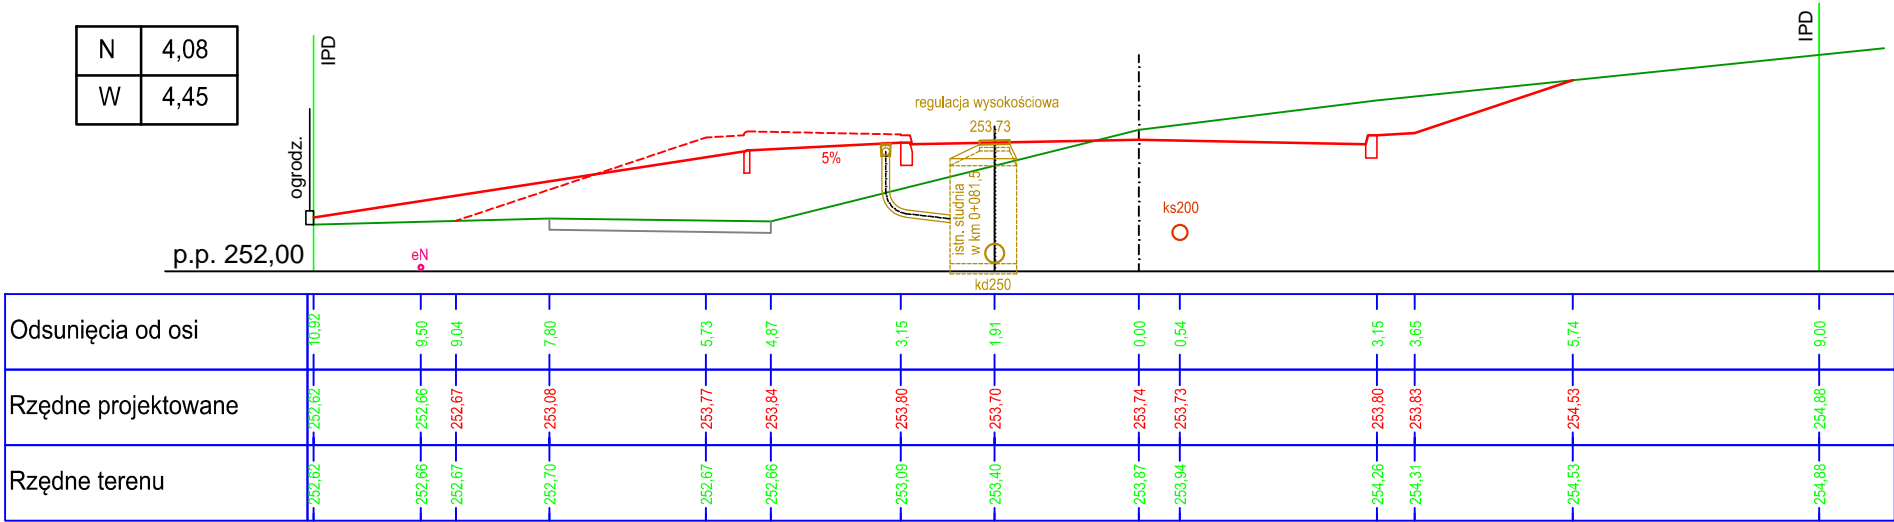 N 4,08
W 4,45
IPD
IPD
ogrodz.
regulacja wysokościowa
253,73
5%
istn. studnia
w km 0+081,5
ks200
eN
p.p. 252,00
kd250
Odsunięcia od osi 10,92 9,50 9,04 7,80 5,73 4,87 3,15 1,91 0,00 0,54 3,15 3,65 5,74 9,00
Rzędne projektowane 252,62 252,66 252,67 253,08 253,77 253,84 253,80 253,70 253,74 253,73 253,80 253,83 254,53 254,88
Rzędne terenu 252,62 252,66 252,67 252,70 252,67 252,66 253,09 253,40 253,87 253,94 254,26 254,31 254,53 254,88